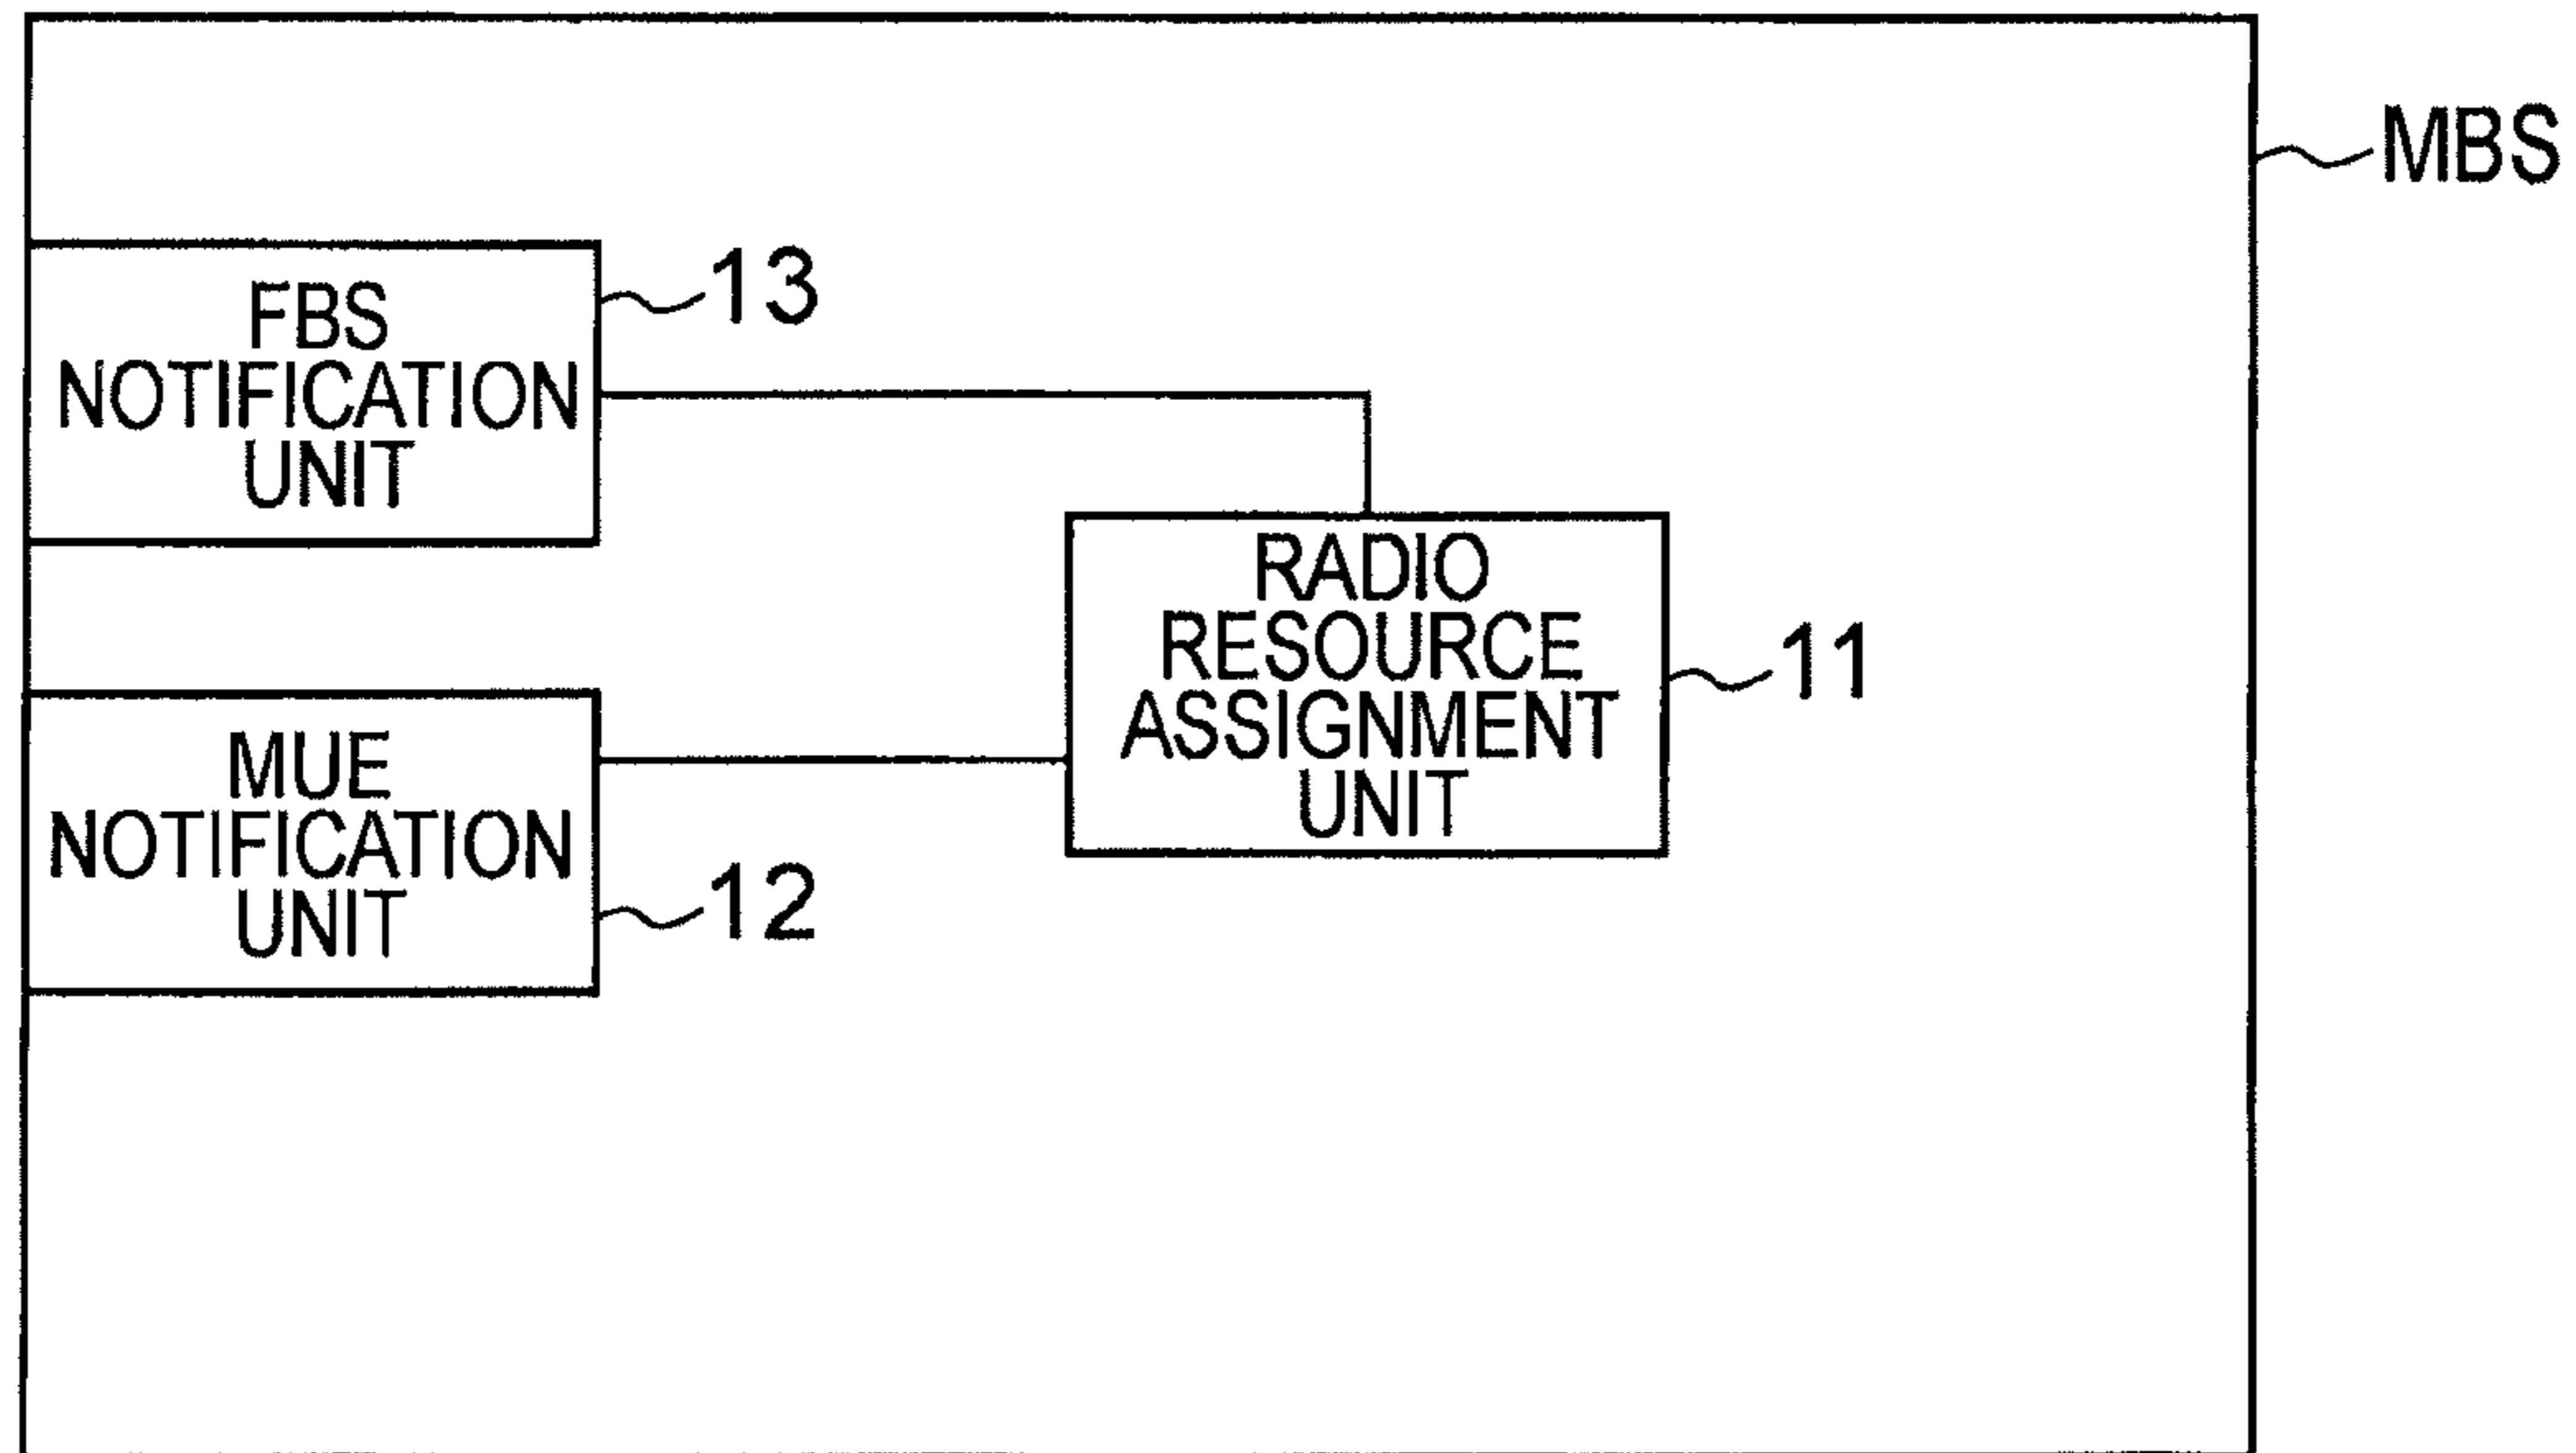 MBS
FBS
NOTIFICATION
UNIT
13
RADIO
RESOURCE
ASSIGNMENT
UNIT
11
MUE
NOTIFICATION
UNIT
12